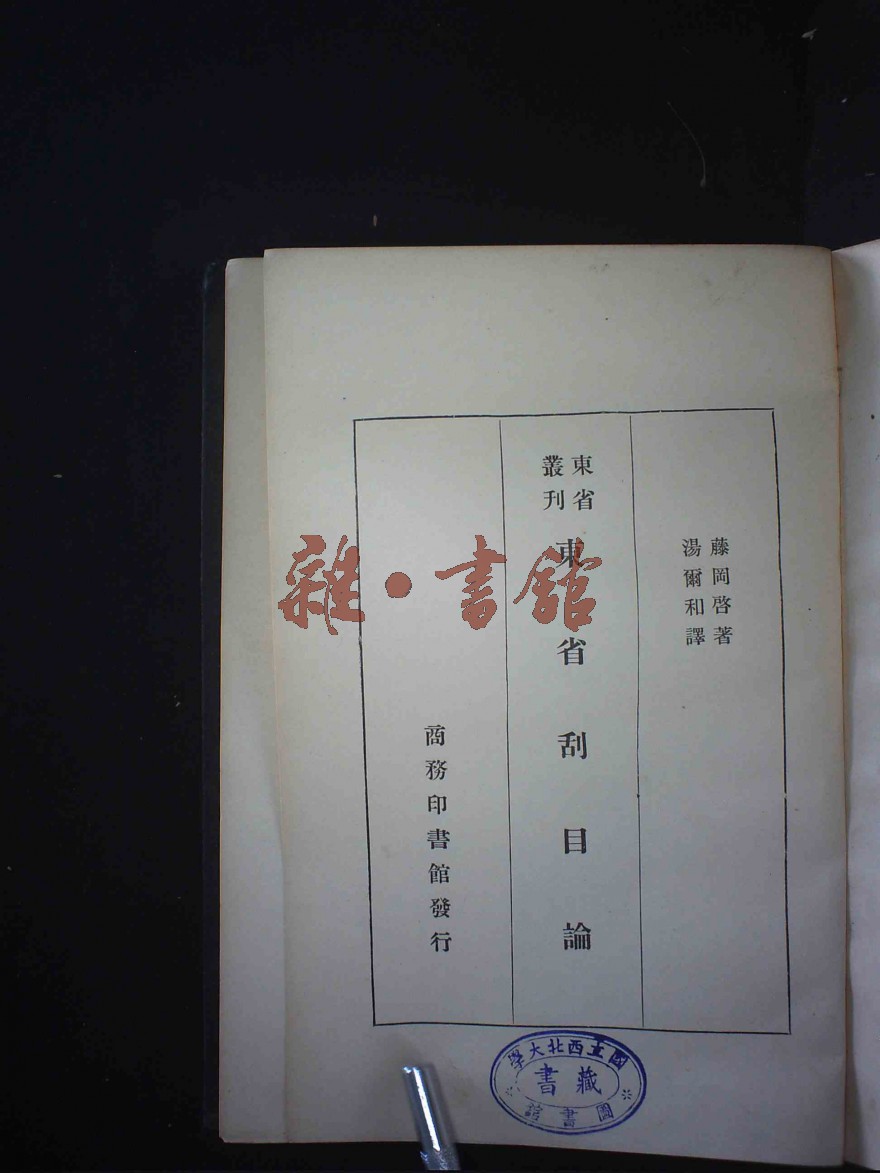 藤岡啓著
湯爾和譯
東省
叢刊
東省刮目論
商務印書館發行
雜·書館
國立西北大學
藏書
圖書館